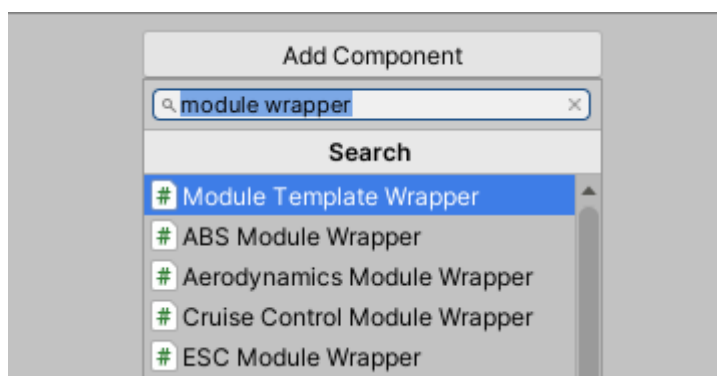 Add Component
module wrapper
Search
# Module Template Wrapper
# ABS Module Wrapper
# Aerodynamics Module Wrapper
# Cruise Control Module Wrapper
# ESC Module Wrapper